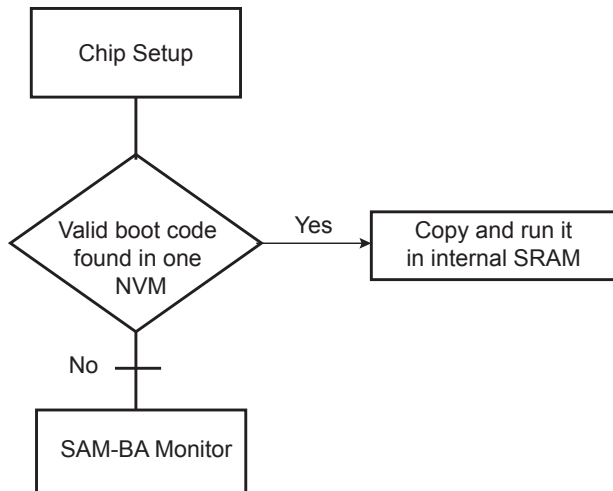 Chip Setup
Valid boot code
found in one
NVM
Yes
Copy and run it
in internal SRAM
No
SAM-BA Monitor